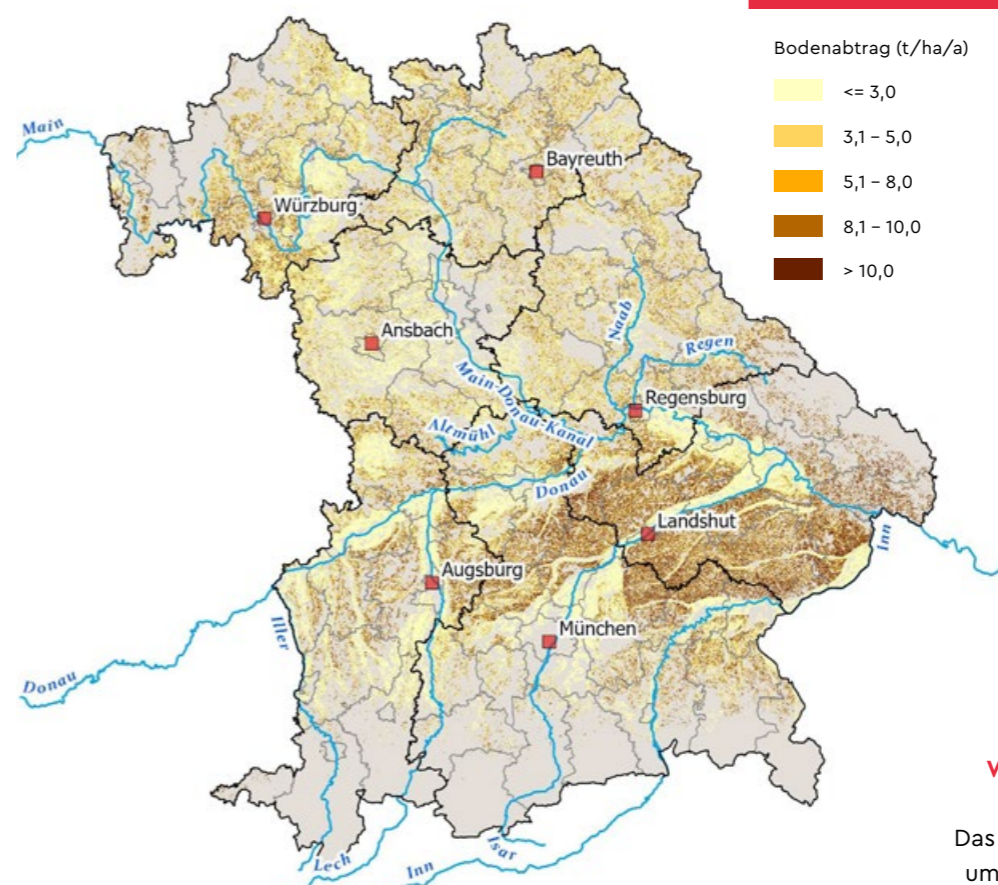 Bodenabtrag (t/ha/a)
<= 3,0
3,1 – 5,0
5,1 – 8,0
8,1 – 10,0
> 10,0
Main
Bayreuth
Würzburg
Naab
Ansbach
Regen
Main-Donau-Kanal
Regensburg
Altmühl
Donau
Landshut
Inn
Augsburg
Iller
München
Donau
Isar
Lech
Inn
Das
um